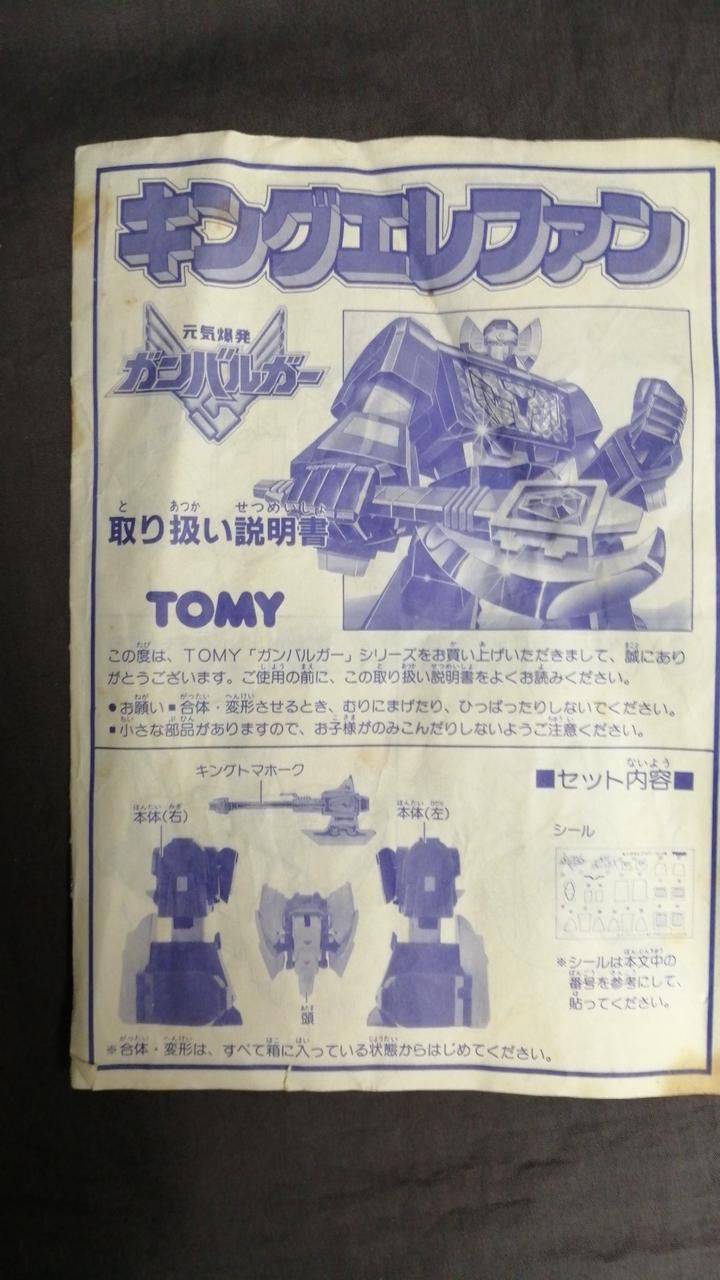 キングエレファン
元気爆発
ガンバルガー
取り扱い説明書
TOMY
この度は、TOMY「ガンバルガー」シリーズをお買い上げいただきまして、誠にあり
がとうございます。ご使用の前に、この取り扱い説明書をよくお読みください。
●お願い■合体・変形させるとき、むりにまげたり、ひっぱったりしないでください。
■小さな部品がありますので、お子様がのみこんだりしないようご注意ください。
■セット内容■
キングトマホーク
本体(右)
本体(左)
頭
シール
※シールは本文中の
番号を参考にして、
貼ってください。
※合体・変形は、すべて箱に入っている状態からはじめてください。